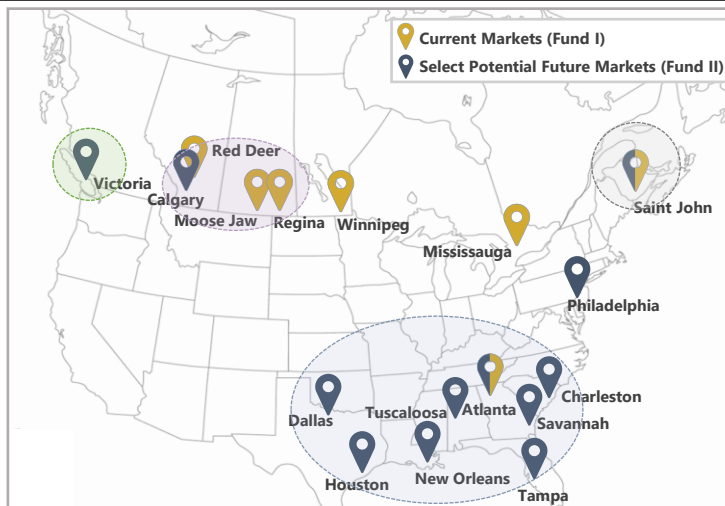 Current Markets (Fund I)
Select Potential Future Markets (Fund II)
Red Deer
Victoria
Calgary
Moose Jaw
Regina
Winnipeg
Saint John
Mississauga
Philadelphia
Charleston
Dallas
Tuscaloosa
Atlanta
Savannah
Houston
New Orleans
Tampa